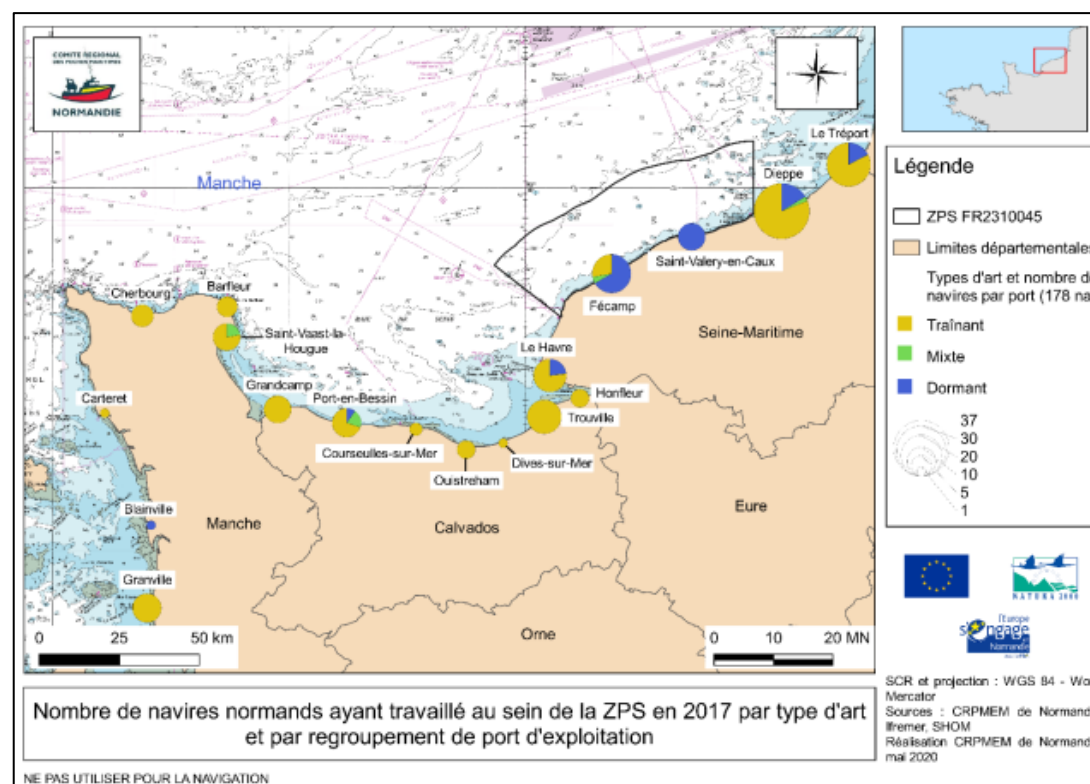 COMITE REGIONAL
DES PECHES MARITIMES
NORMANDIE
Manche
Le Tréport
Dieppe
Saint-Valery-en-Caux
Fécamp
Cherbourg
Barfleur
Saint-Vaast-la-
Hougue
Seine-Maritime
Le Havre
Grandcamp
Port-en-Bessin
Honfleur
Carteret
Trouville
Courseulles-sur-Mer
Dives-sur-Mer
Ouistreham
Blainville
Manche
Calvados
Eure
Granville
Orne
0 25 50 km
0 10 20 MN
Légende
ZPS FR2310045
Limites départementales
Types d'art et nombre d
navires par port (178 na
Traînant
Mixte
Dormant
37
30
20
10
5
1
NATURA 2000
l'Europe
s'engage
Normandie
SCR et projection : WGS 84 - Wo
Mercator
Sources : CRPMEM de Normand
Ifremer, SHOM
Réalisation CRPMEM de Normand
mai 2020
Nombre de navires normands ayant travaillé au sein de la ZPS en 2017 par type d'art
et par regroupement de port d'exploitation
NE PAS UTILISER POUR LA NAVIGATION